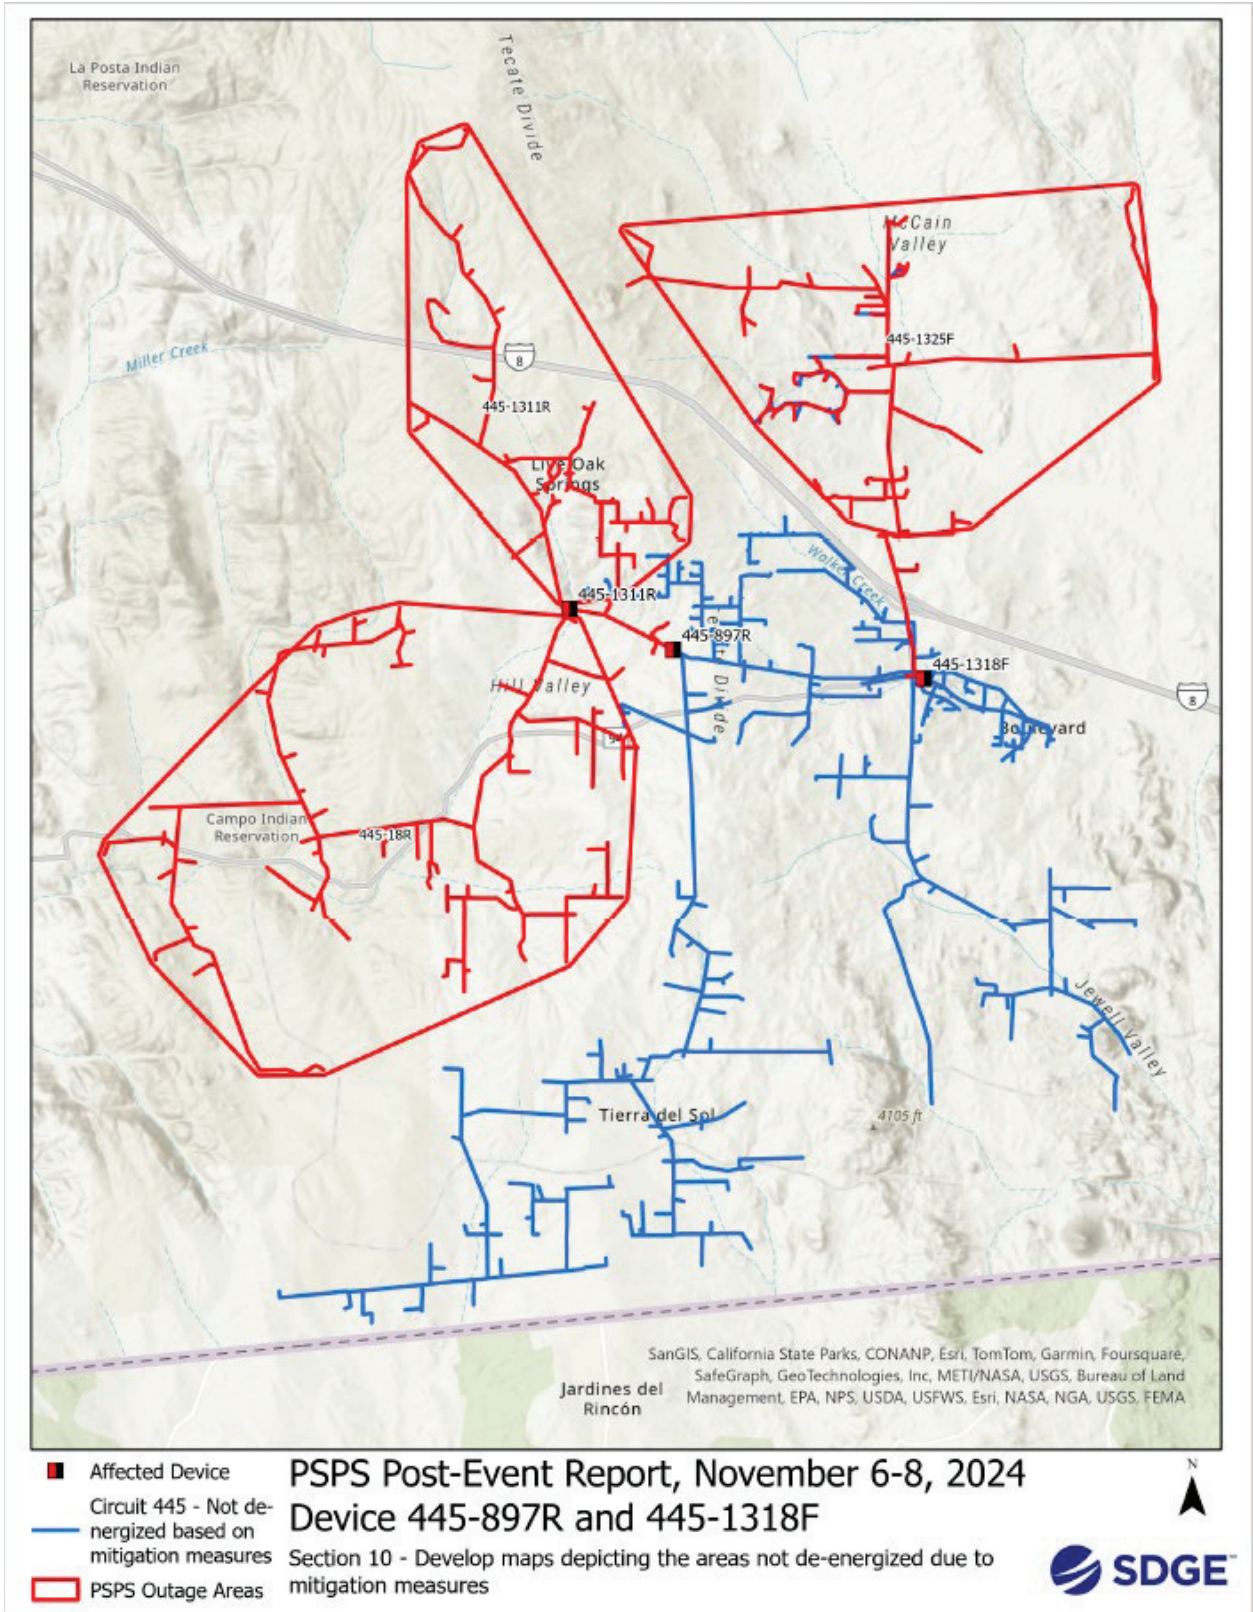 La Posta Indian
Reservation
Tecate Divide
McCain
Valley
Miller Creek
8
445-1325F
445-1311R
Live Oak
Springs
Walker Creek
445-1311R
445-897R
445-1318F
Hill Valley
Divide
8
Boulevard
94
Campo Indian
Reservation
445-18R
Jewell Valley
Tierra del Sol
4105 ft
SanGIS, California State Parks, CONANP, Esri, TomTom, Garmin, Foursquare,
SafeGraph, GeoTechnologies, Inc, METI/NASA, USGS, Bureau of Land
Management, EPA, NPS, USDA, USFWS, Esri, NASA, NGA, USGS, FEMA
Jardines del
Rincón
Affected Device
Circuit 445 - Not de-
nergized based on
mitigation measures
PSPS Outage Areas
PSPS Post-Event Report, November 6-8, 2024
Device 445-897R and 445-1318F
Section 10 - Develop maps depicting the areas not de-energized due to
mitigation measures
N
SDGE™